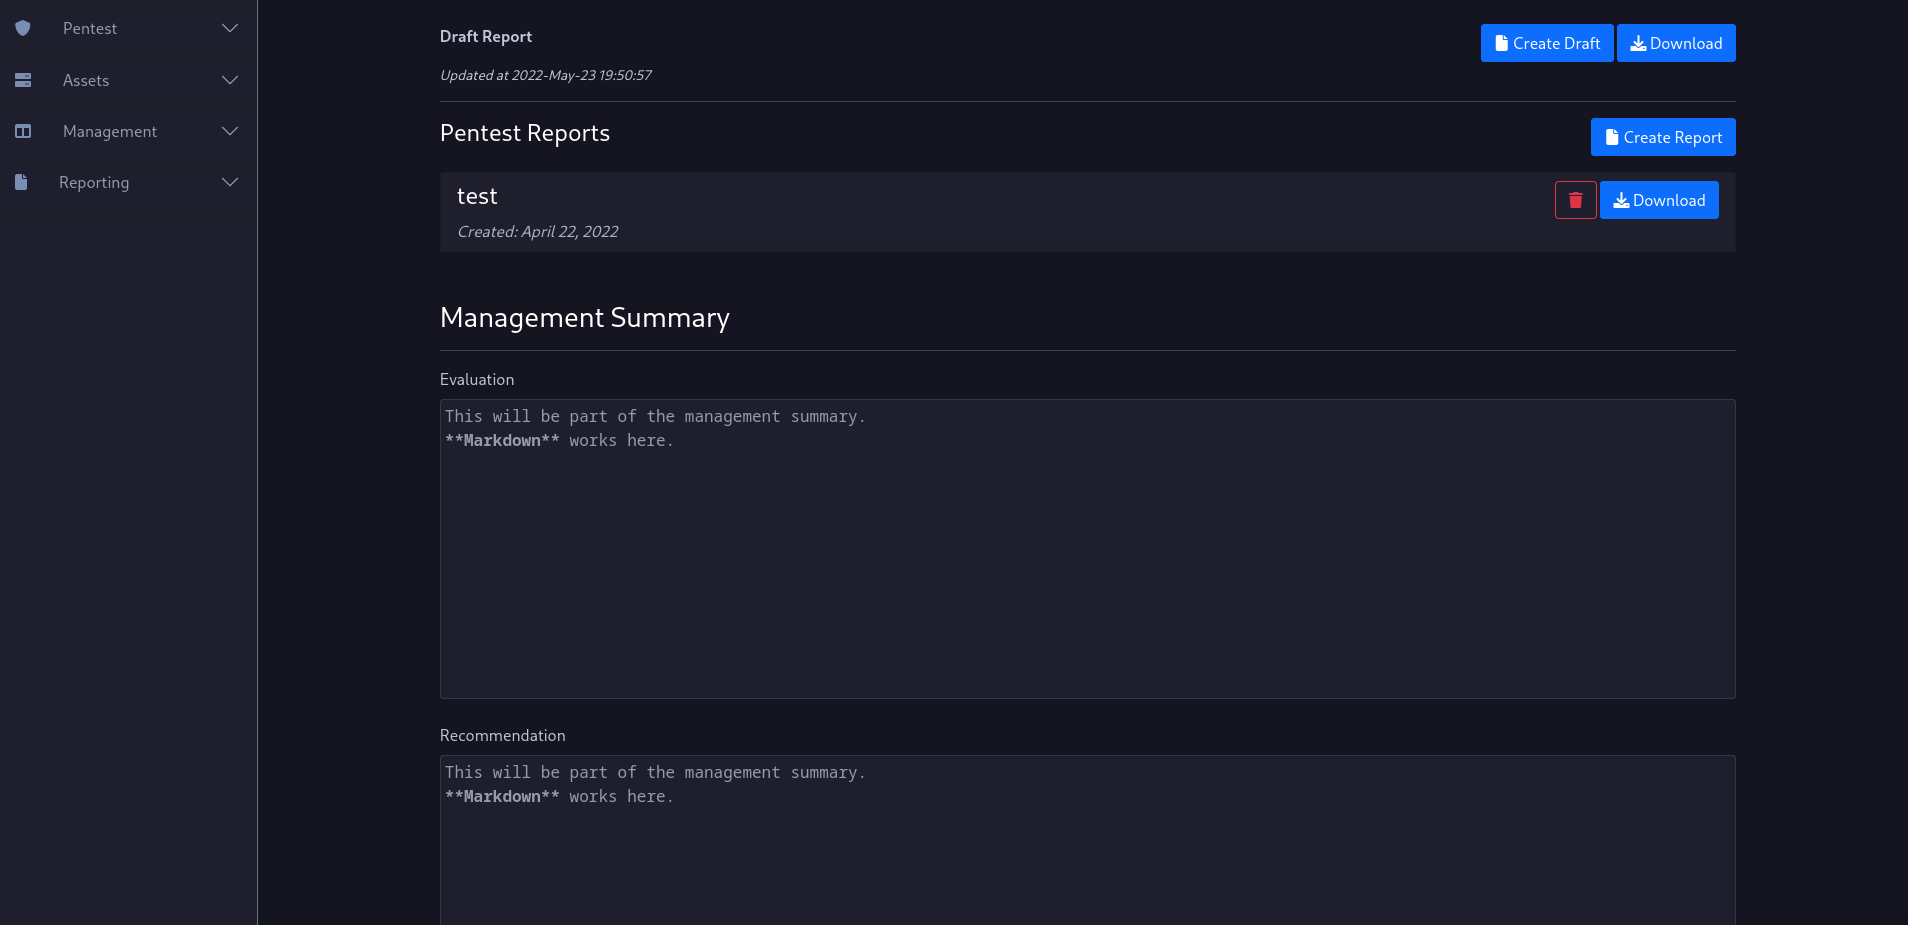 Pentest
Assets
Management
Reporting
Draft Report
Create Draft
Download
Updated at 2022-May-23 19:50:57
Pentest Reports
Create Report
test
Download
Created: April 22, 2022
Management Summary
Evaluation
This will be part of the management summary.
**Markdown** works here.
Recommendation
This will be part of the management summary.
**Markdown** works here.